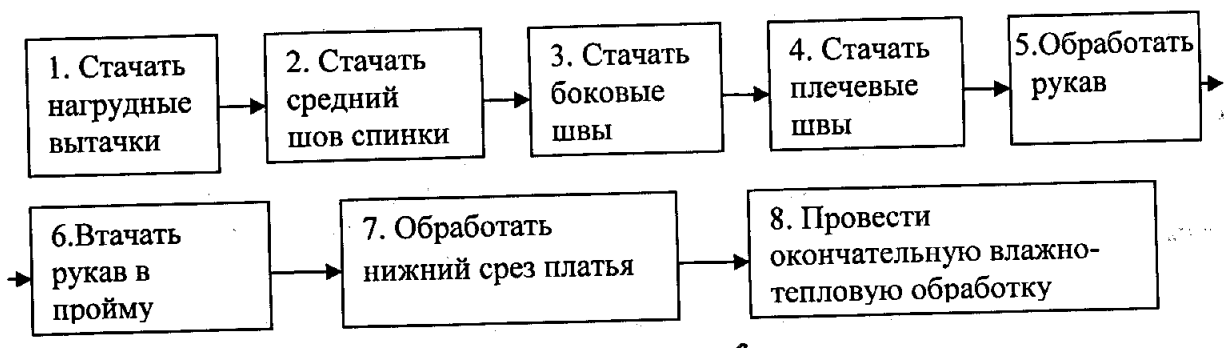 1. Стачать
нагрудные
вытачки
2. Стачать
средний
шов спинки
3. Стачать
боковые
швы
4. Стачать
плечевые
швы
5.Обработать
рукав
6.Втачать
рукав в
пройму
7. Обработать
нижний срез платья
8. Провести
окончательную влажно-
тепловую обработку